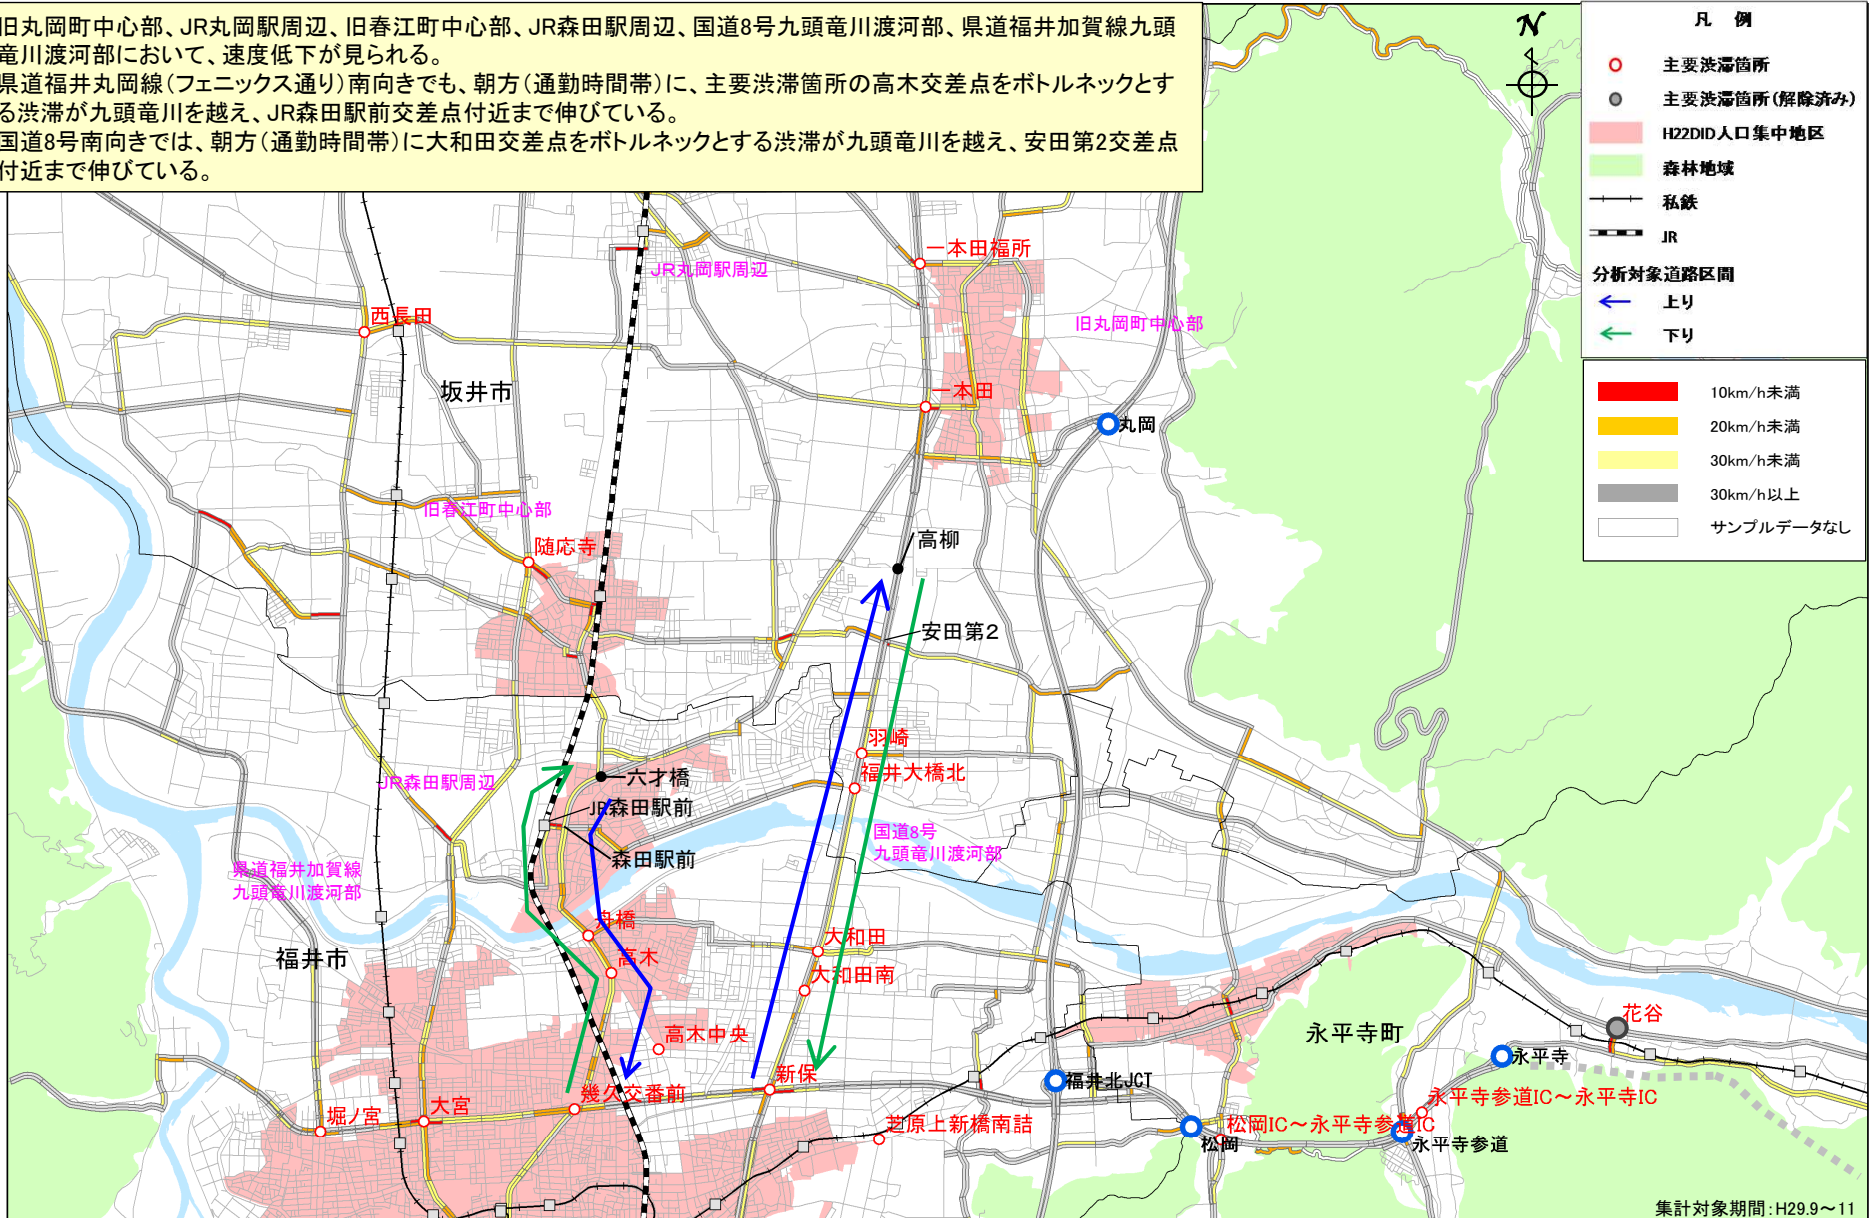 旧丸岡町中心部、JR丸岡駅周辺、旧春江町中心部、JR森田駅周辺、国道8号九頭竜川渡河部、県道福井加賀線九頭
竜川渡河部において、速度低下が見られる。
県道福井丸岡線(フェニックス通り)南向きでも、朝方(通勤時間帯)に、主要渋滞箇所の高木交差点をボトルネックとす
る渋滞が九頭竜川を越え、JR森田駅前交差点付近まで伸びている。
国道8号南向きでは、朝方(通勤時間帯)に大和田交差点をボトルネックとする渋滞が九頭竜川を越え、安田第2交差点
付近まで伸びている。
N
凡 例
主要渋滞箇所
主要渋滞箇所(解除済み)
H22DID人口集中地区
森林地域
私鉄
JR
分析対象道路区間
上り
下り
10km/h未満
20km/h未満
30km/h未満
30km/h以上
サンプルデータなし
一本田福所
JR丸岡駅周辺
西長田
旧丸岡町中心部
坂井市
一本田
丸岡
旧春江町中心部
高柳
随応寺
安田第2
羽崎
福井大橋北
六才橋
JR森田駅周辺
JR森田駅前
国道8号
九頭竜川渡河部
森田駅前
県道福井加賀線
九頭竜川渡河部
舟橋
大和田
高木
福井市
大和田南
花谷
高木中央
永平寺町
永平寺
新保
福井北JCT
幾久交番前
永平寺参道IC~永平寺IC
大宮
堀ノ宮
芝原上新橋南詰
松岡IC~永平寺参道IC
松岡
永平寺参道
集計対象期間:H29.9~11